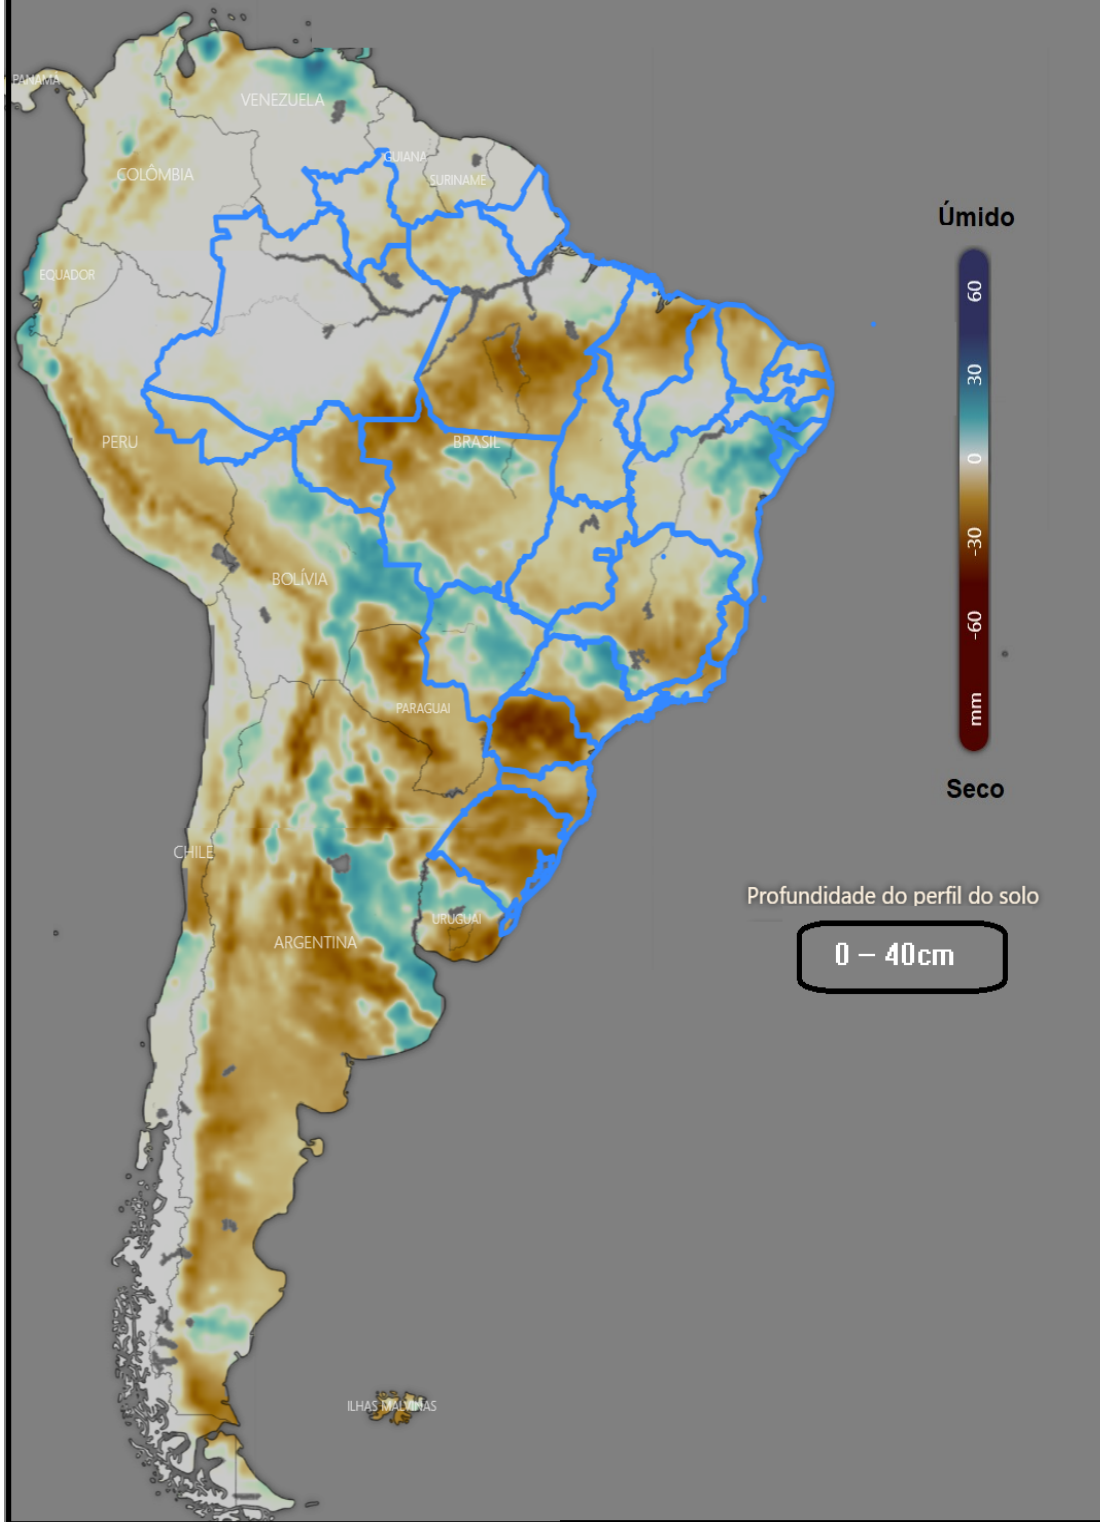 PANAMÁ
VENEZUELA
GUIANA
COLÔMBIA
SURINAME
EQUADOR
PERU
BRASIL
BOLÍVIA
PARAGUAI
CHILE
URUGUAI
ARGENTINA
ILHAS MALVINAS
Úmido
60
30
0
-30
-60
mm
Seco
Profundidade do perfil do solo
0 – 40cm